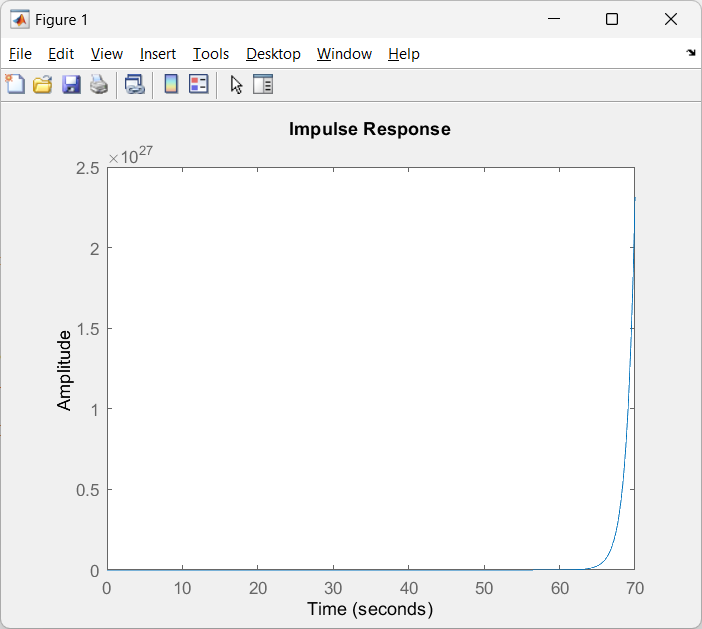 Figure 1
File Edit View Insert Tools Desktop Window Help
Impulse Response
×10^27
2.5
2
1.5
1
0.5
0
Amplitude
0 10 20 30 40 50 60 70
Time (seconds)